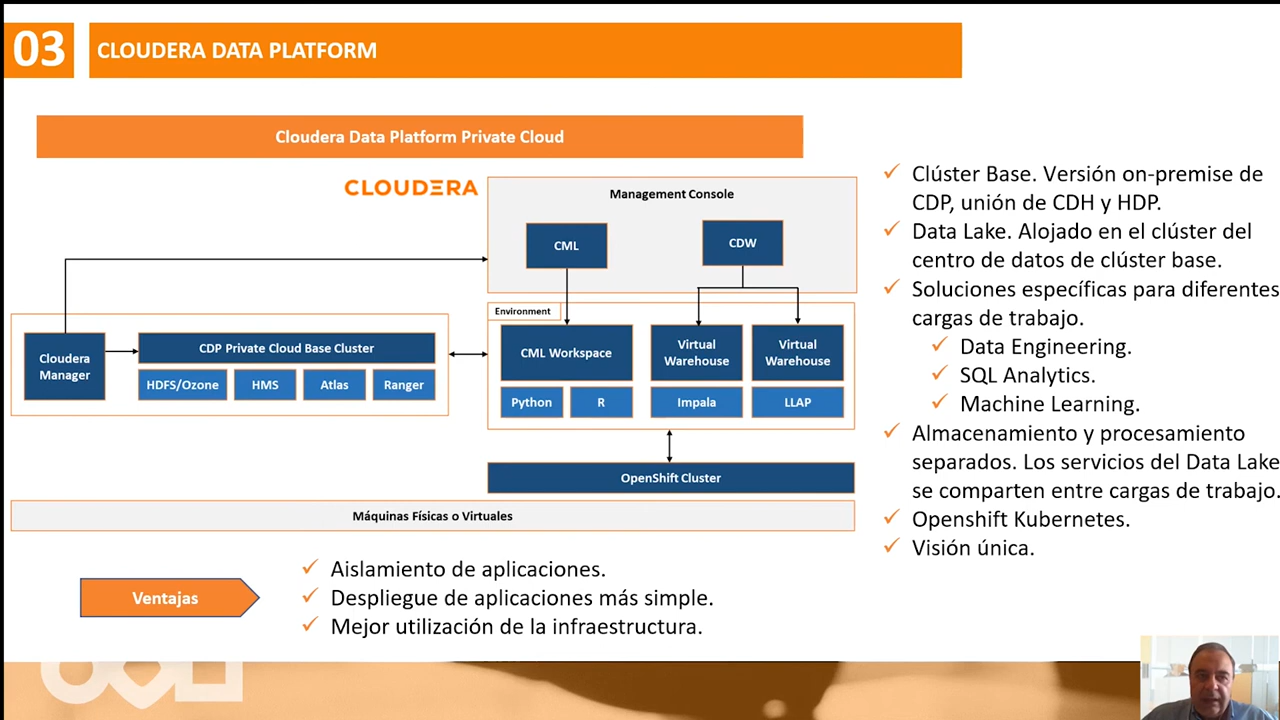 03
CLOUDERA DATA PLATFORM
Cloudera Data Platform Private Cloud
CLOUDERA
Management Console
CML
CDW
Environment
CML Workspace
Virtual
Warehouse
Virtual
Warehouse
Python
R
Impala
LLAP
Cloudera
Manager
CDP Private Cloud Base Cluster
HDFS/Ozone
HMS
Atlas
Ranger
OpenShift Cluster
Máquinas Físicas o Virtuales
Clúster Base. Versión on-premise de
CDP, unión de CDH y HDP.
Data Lake. Alojado en el clúster del
centro de datos de clúster base.
Soluciones específicas para diferentes
cargas de trabajo.
Data Engineering.
SQL Analytics.
Machine Learning.
Almacenamiento y procesamiento
separados. Los servicios del Data Lake
se comparten entre cargas de trabajo.
Openshift Kubernetes.
Visión única.
Ventajas
Aislamiento de aplicaciones.
Despliegue de aplicaciones más simple.
Mejor utilización de la infraestructura.